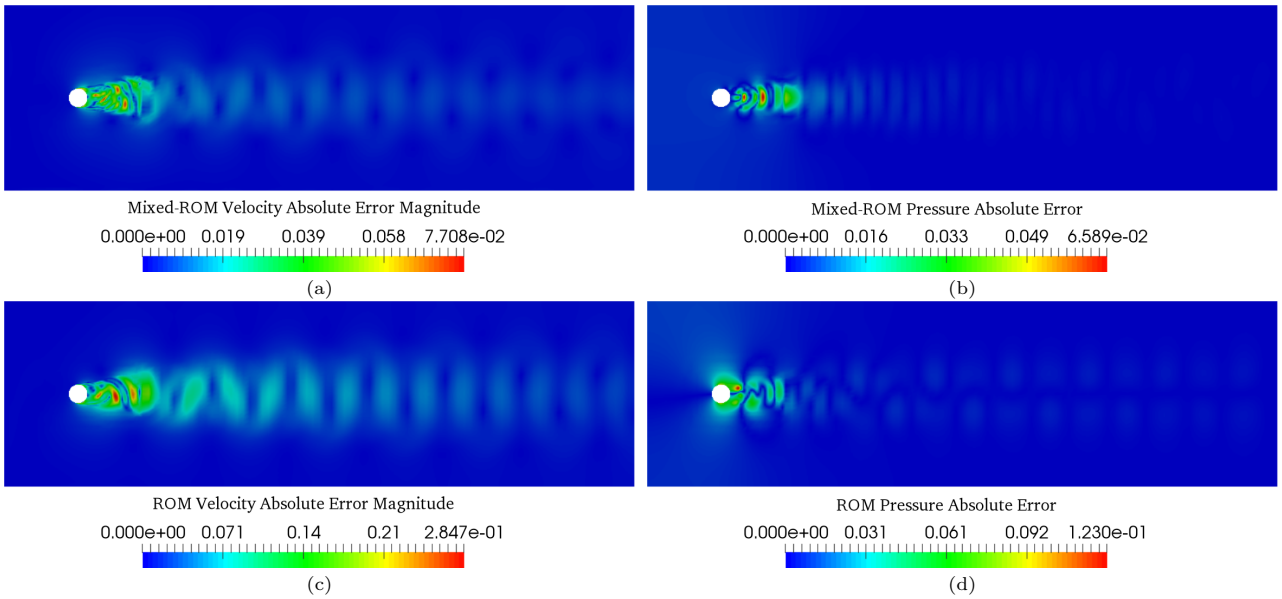 Mixed-ROM Velocity Absolute Error Magnitude
0.000e+00 0.019 0.039 0.058 7.708e-02
(a)
Mixed-ROM Pressure Absolute Error
0.000e+00 0.016 0.033 0.049 6.589e-02
(b)
ROM Velocity Absolute Error Magnitude
0.000e+00 0.071 0.14 0.21 2.847e-01
(c)
ROM Pressure Absolute Error
0.000e+00 0.031 0.061 0.092 1.230e-01
(d)